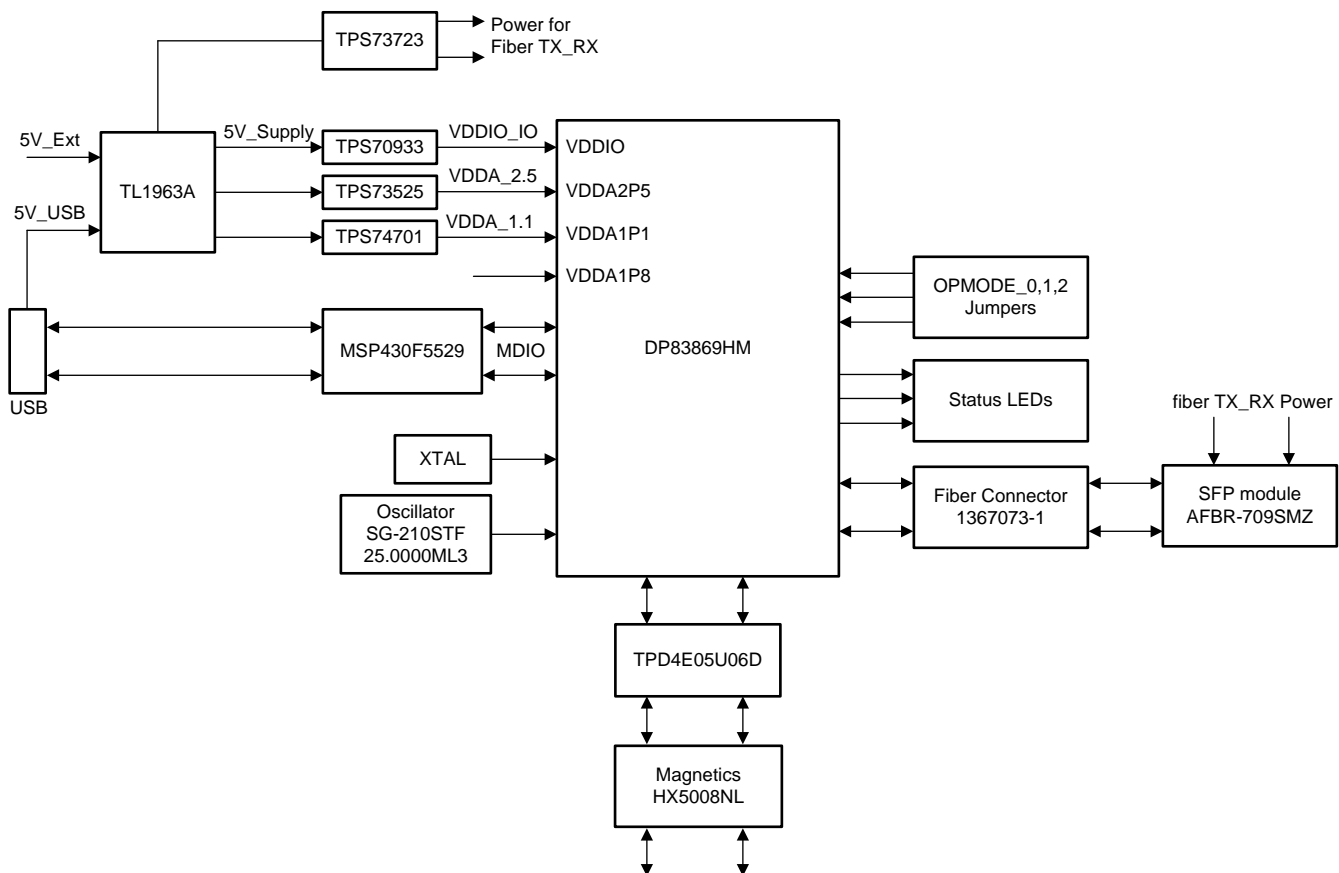 TPS73723
Power for
Fiber TX_RX
5V_Ext
5V_USB
TL1963A
5V_Supply
TPS70933
VDDIO_IO
VDDIO
TPS73525
VDDA_2.5
VDDA2P5
TPS74701
VDDA_1.1
VDDA1P1
VDDA1P8
USB
MSP430F5529
MDIO
DP83869HM
OPMODE_0,1,2
Jumpers
Status LEDs
fiber TX_RX Power
XTAL
Oscillator
SG-210STF
25.0000ML3
Fiber Connector
1367073-1
SFP module
AFBR-709SMZ
TPD4E05U06D
Magnetics
HX5008NL